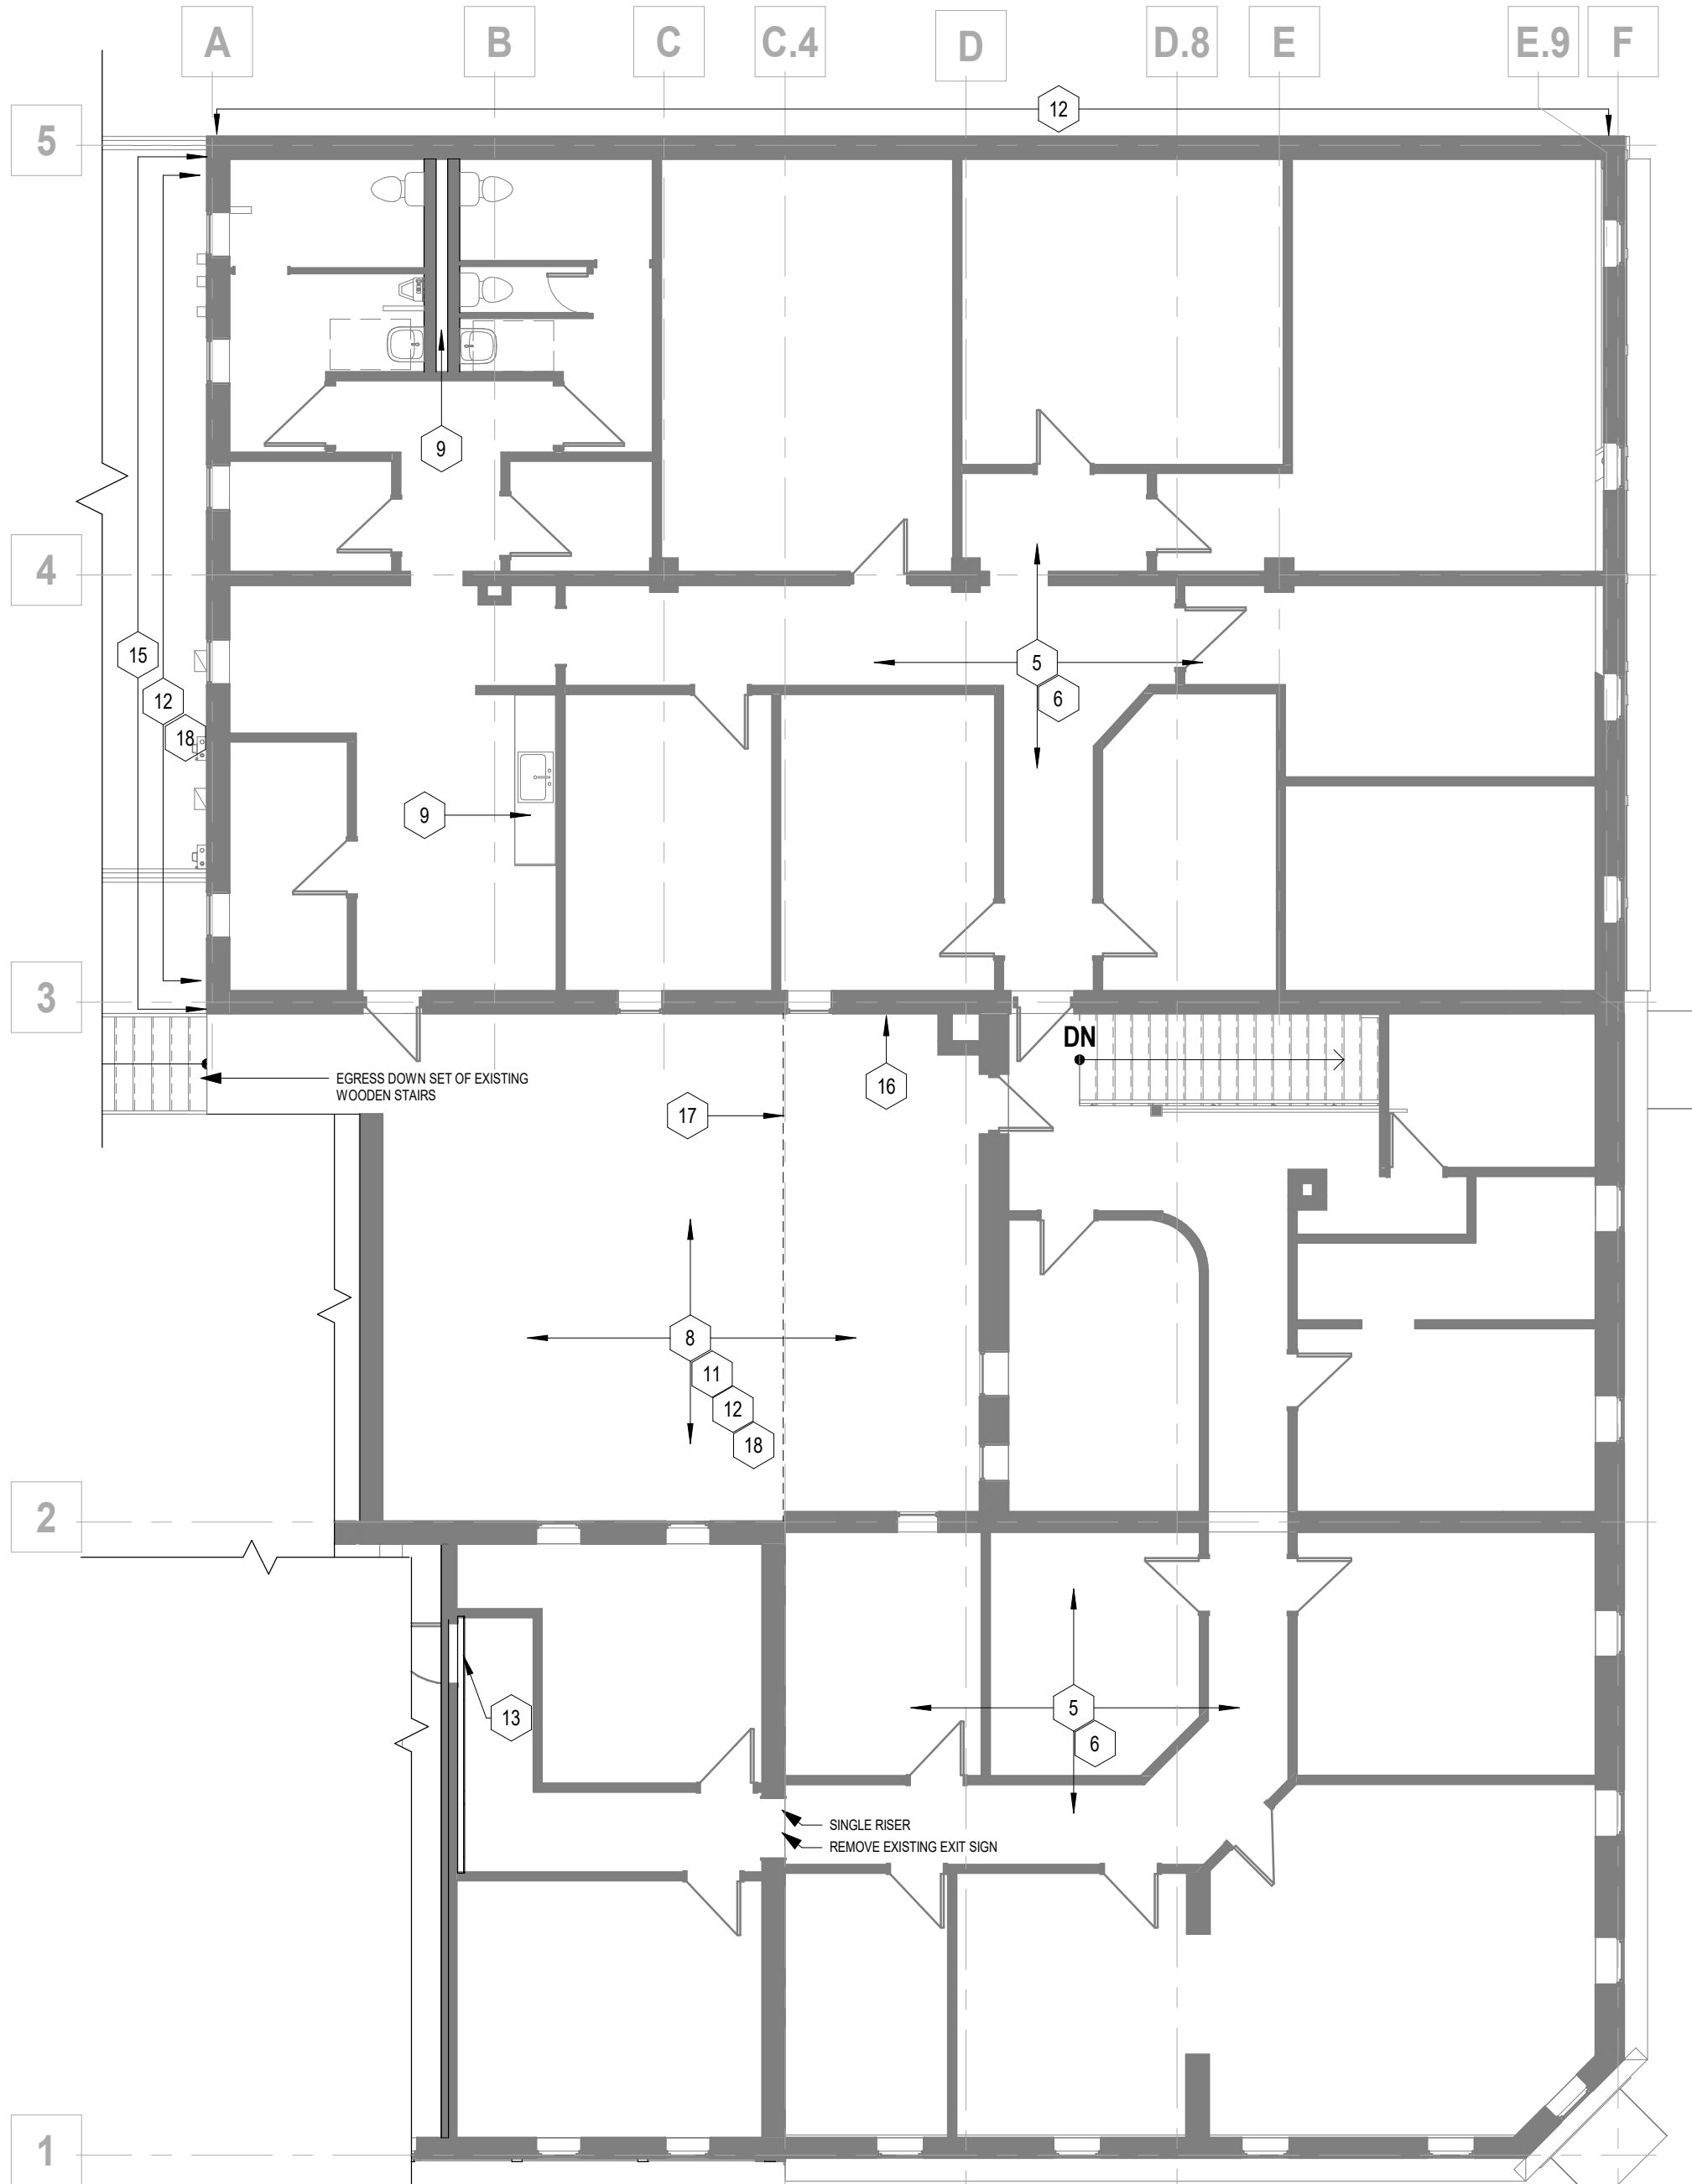 A
B
C
C.4
D
D.8
E
E.9
F
12
5
9
4
15
5
12
6
18
9
3
DN
EGRESS DOWN SET OF EXISTING
WOODEN STAIRS
16
17
8
11
12
18
2
5
13
6
SINGLE RISER
REMOVE EXISTING EXIT SIGN
1